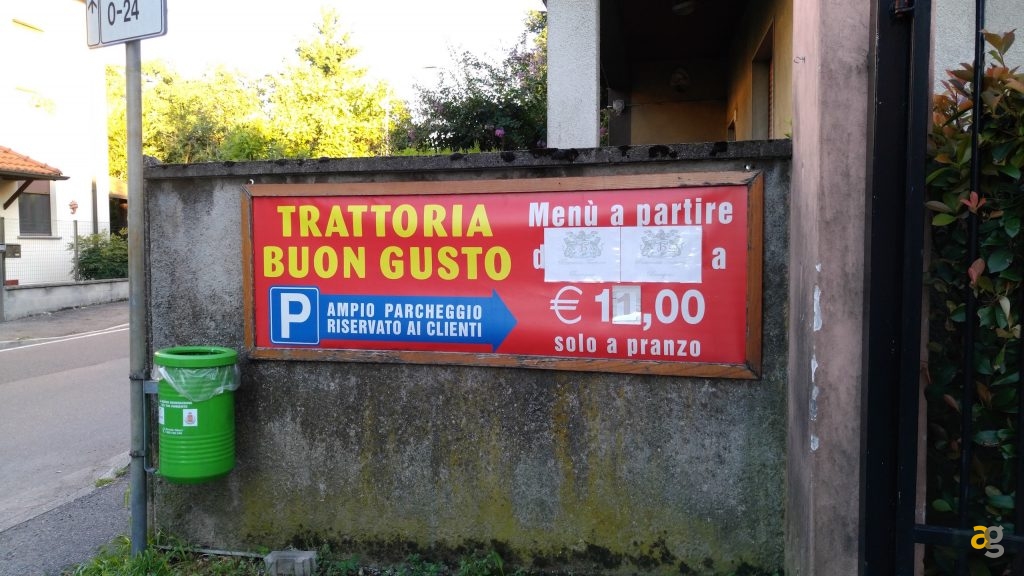 0-24
TRATTORIA
BUON GUSTO
P
AMPIO PARCHEGGIO
RISERVATO AI CLIENTI
Menù a partire
d a
€ 11,00
solo a pranzo
ag